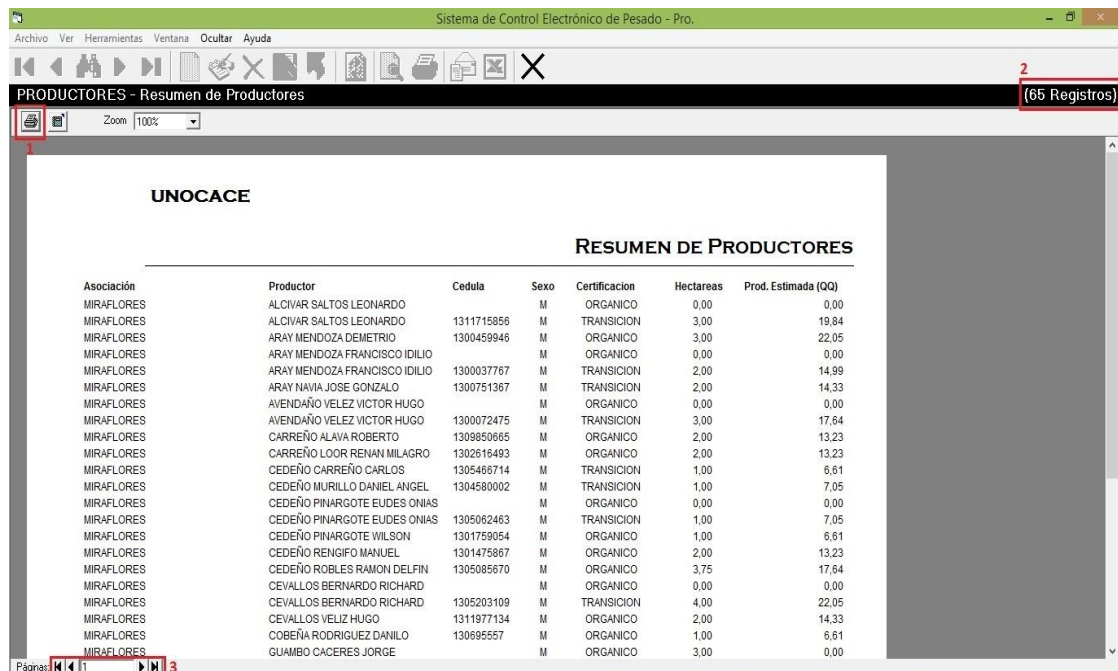 Sistema de Control Electrónico de Pesado - Pro.
Archivo Ver Herramientas Ventana Ocultar Ayuda
2
PRODUCTORES - Resumen de Productores (65 Registros)
Zoom 100%
1
UNOCACE
RESUMEN DE PRODUCTORES
Asociación Productor Cedula Sexo Certificacion Hectareas Prod. Estimada (QQ)
MIRAFLORES ALCIVAR SALTOS LEONARDO M ORGANICO 0,00 0,00
MIRAFLORES ALCIVAR SALTOS LEONARDO 1311715856 M TRANSICION 3,00 19,84
MIRAFLORES ARAY MENDOZA DEMETRIO 1300459946 M ORGANICO 3,00 22,05
MIRAFLORES ARAY MENDOZA FRANCISCO IDILIO M ORGANICO 0,00 0,00
MIRAFLORES ARAY MENDOZA FRANCISCO IDILIO 1300037767 M TRANSICION 2,00 14,99
MIRAFLORES ARAY NAVIA JOSE GONZALO 1300751367 M TRANSICION 2,00 14,33
MIRAFLORES AVENDAÑO VELEZ VICTOR HUGO M ORGANICO 0,00 0,00
MIRAFLORES AVENDAÑO VELEZ VICTOR HUGO 1300072475 M TRANSICION 3,00 17,64
MIRAFLORES CARREÑO ALAVA ROBERTO 1309850665 M ORGANICO 2,00 13,23
MIRAFLORES CARREÑO LOOR RENAN MILAGRO 1302616493 M ORGANICO 2,00 13,23
MIRAFLORES CEDEÑO CARREÑO CARLOS 1305466714 M TRANSICION 1,00 6,61
MIRAFLORES CEDEÑO MURILLO DANIEL ANGEL 1304580002 M TRANSICION 1,00 7,05
MIRAFLORES CEDEÑO PINARGOTE EUDES ONIAS M ORGANICO 0,00 0,00
MIRAFLORES CEDEÑO PINARGOTE EUDES ONIAS 1305062463 M TRANSICION 1,00 7,05
MIRAFLORES CEDEÑO PINARGOTE WILSON 1301759054 M ORGANICO 1,00 6,61
MIRAFLORES CEDEÑO RENGIFO MANUEL 1301475867 M ORGANICO 2,00 13,23
MIRAFLORES CEDEÑO ROBLES RAMON DELFIN 1305085670 M ORGANICO 3,75 17,64
MIRAFLORES CEVALLOS BERNARDO RICHARD M ORGANICO 0,00 0,00
MIRAFLORES CEVALLOS BERNARDO RICHARD 1305203109 M TRANSICION 4,00 22,05
MIRAFLORES CEVALLOS VELIZ HUGO 1311977134 M ORGANICO 2,00 14,33
MIRAFLORES COBEÑA RODRIGUEZ DANILO 130695557 M ORGANICO 1,00 6,61
MIRAFLORES GUAMBO CACERES JORGE M ORGANICO 3,00 0,00
Páginas: 1 3